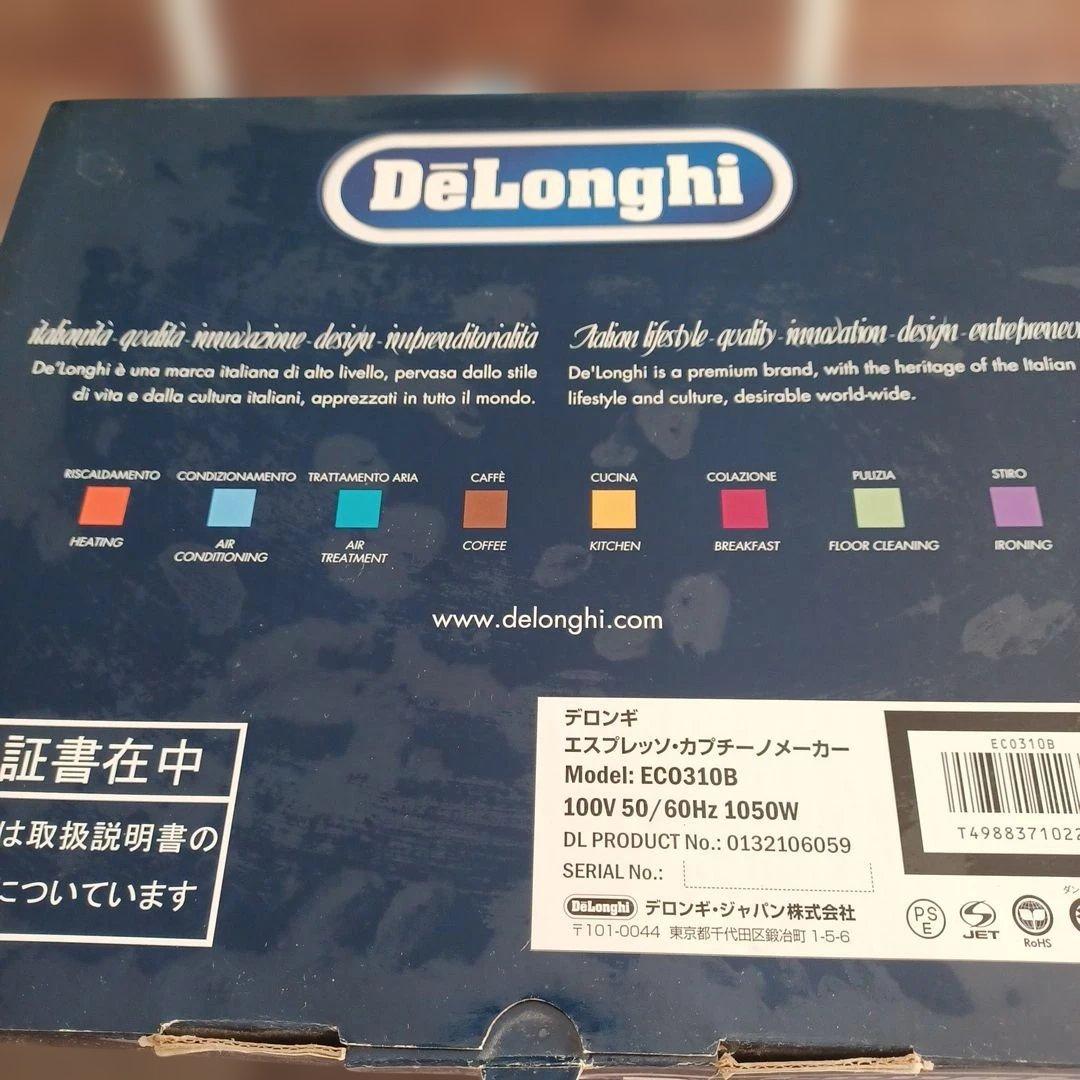 DēLonghi
italianità - qualità - innovazione - design - imprenditorialità
De'Longhi è una marca italiana di alto livello, pervasa dallo stile
di vita e dalla cultura italiani, apprezzati in tutto il mondo.
Italian lifestyle - quality - innovation - design - entrepreneu
De'Longhi is a premium brand, with the heritage of the Italian
lifestyle and culture, desirable world-wide.
RISCALDAMENTO CONDIZIONAMENTO TRATTAMENTO ARIA CAFFÈ CUCINA COLAZIONE PULIZIA STIRO
HEATING AIR CONDITIONING AIR TREATMENT COFFEE KITCHEN BREAKFAST FLOOR CLEANING IRONING
www.delonghi.com
証書在中
は取扱説明書の
についています
デロンギ
エスプレッソ・カプチーノメーカー
Model: ECO310B
100V 50/60Hz 1050W
DL PRODUCT No.: 0132106059
SERIAL No.:
DēLonghi デロンギ・ジャパン株式会社
〒101-0044 東京都千代田区鍛冶町 1-5-6
ECO310B
T4988371022
PS
E
JET
RoHS
ダン